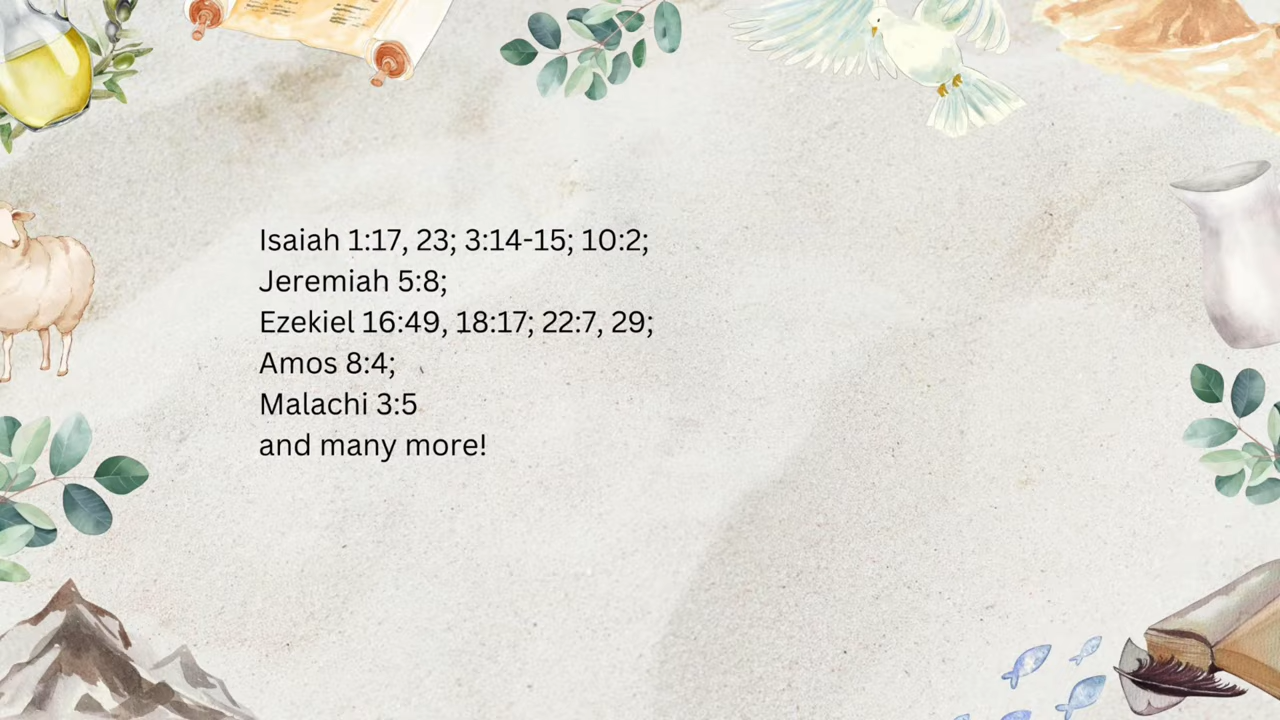 Isaiah 1:17, 23; 3:14-15; 10:2;
Jeremiah 5:8;
Ezekiel 16:49, 18:17; 22:7, 29;
Amos 8:4;
Malachi 3:5
and many more!